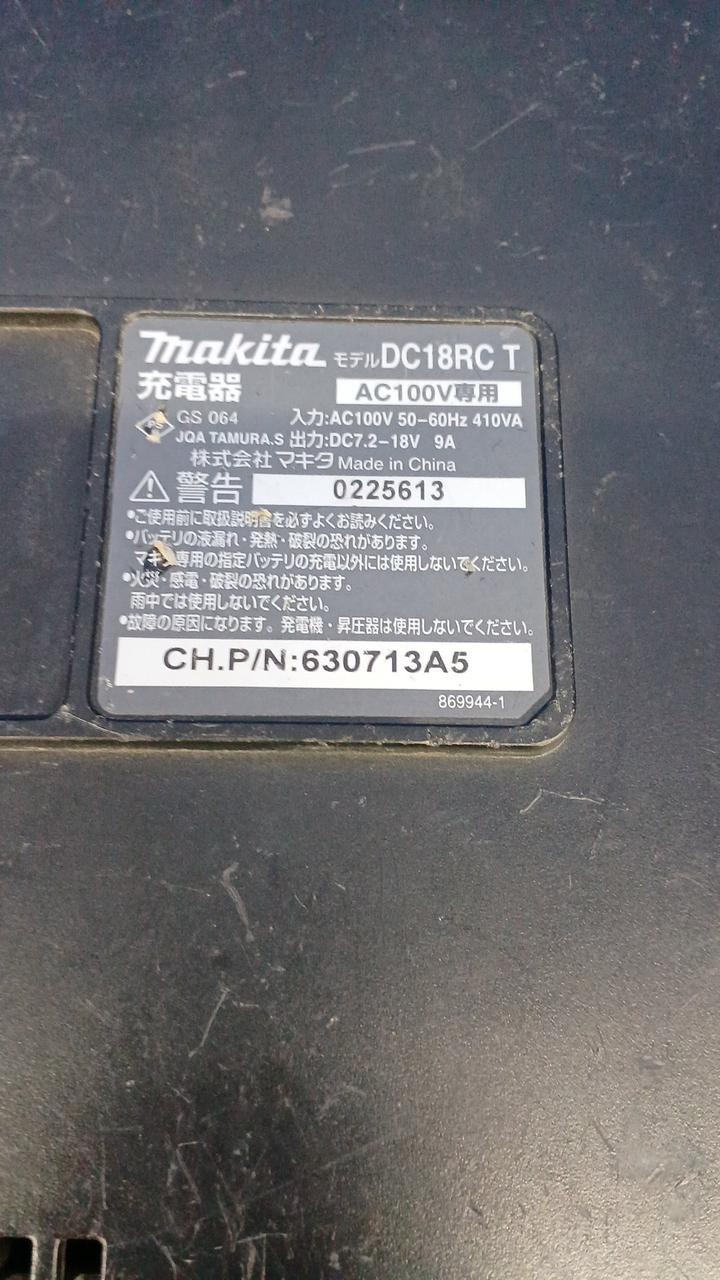 makita モデル DC18RC T
充電器 AC100V専用
PS GS 064 入力:AC100V 50-60Hz 410VA
JQA TAMURA.S 出力:DC7.2-18V 9A
株式会社 マキタ Made in China
警告 0225613
•ご使用前に取扱説明書を必ずよくお読みください。
•バッテリの液漏れ・発熱・破裂の恐れがあります。
マキタ専用の指定バッテリの充電以外には使用しないでください。
•火災・感電・破裂の恐れがあります。
雨中では使用しないでください。
•故障の原因になります。発電機・昇圧器は使用しないでください。
CH.P/N:630713A5
869944-1